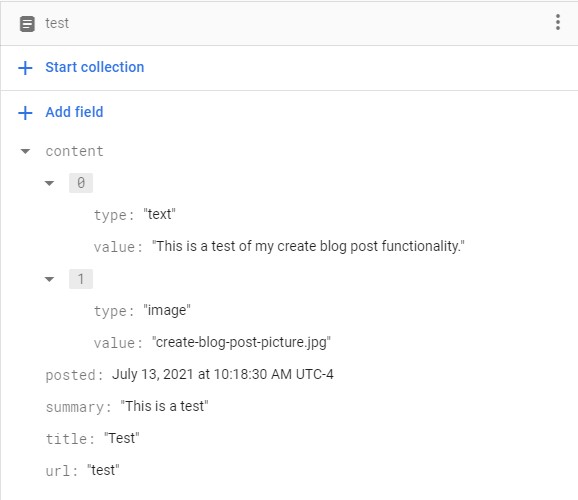 test
Start collection
Add field
content
0
type: "text"
value: "This is a test of my create blog post functionality."
1
type: "image"
value: "create-blog-post-picture.jpg"
posted: July 13, 2021 at 10:18:30 AM UTC-4
summary: "This is a test"
title: "Test"
url: "test"